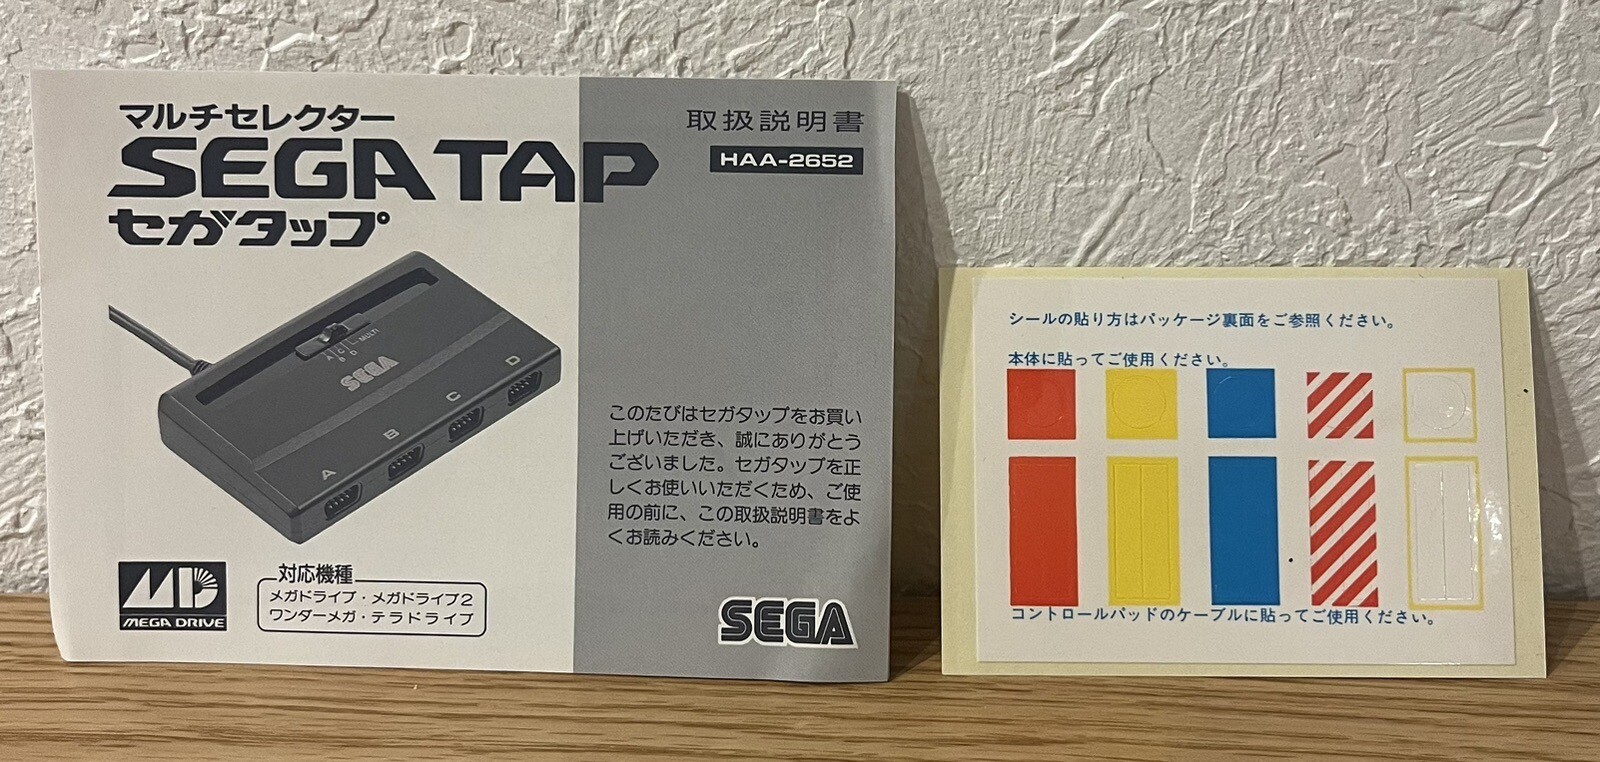 マルチセレクター
SEGA TAP
セガタップ
取扱説明書
HAA-2652
A C MULTI
B D
SEGA
A
B
C
D
このたびはセガタップをお買い
上げいただき、誠にありがとう
ございました。セガタップを正
しくお使いいただくため、ご使
用の前に、この取扱説明書をよ
くお読みください。
MD
MEGA DRIVE
対応機種
メガドライブ・メガドライブ2
ワンダーメガ・テラドライブ
SEGA
シールの貼り方はパッケージ裏面をご参照ください。
本体に貼ってご使用ください。
コントロールパッドのケーブルに貼ってご使用ください。